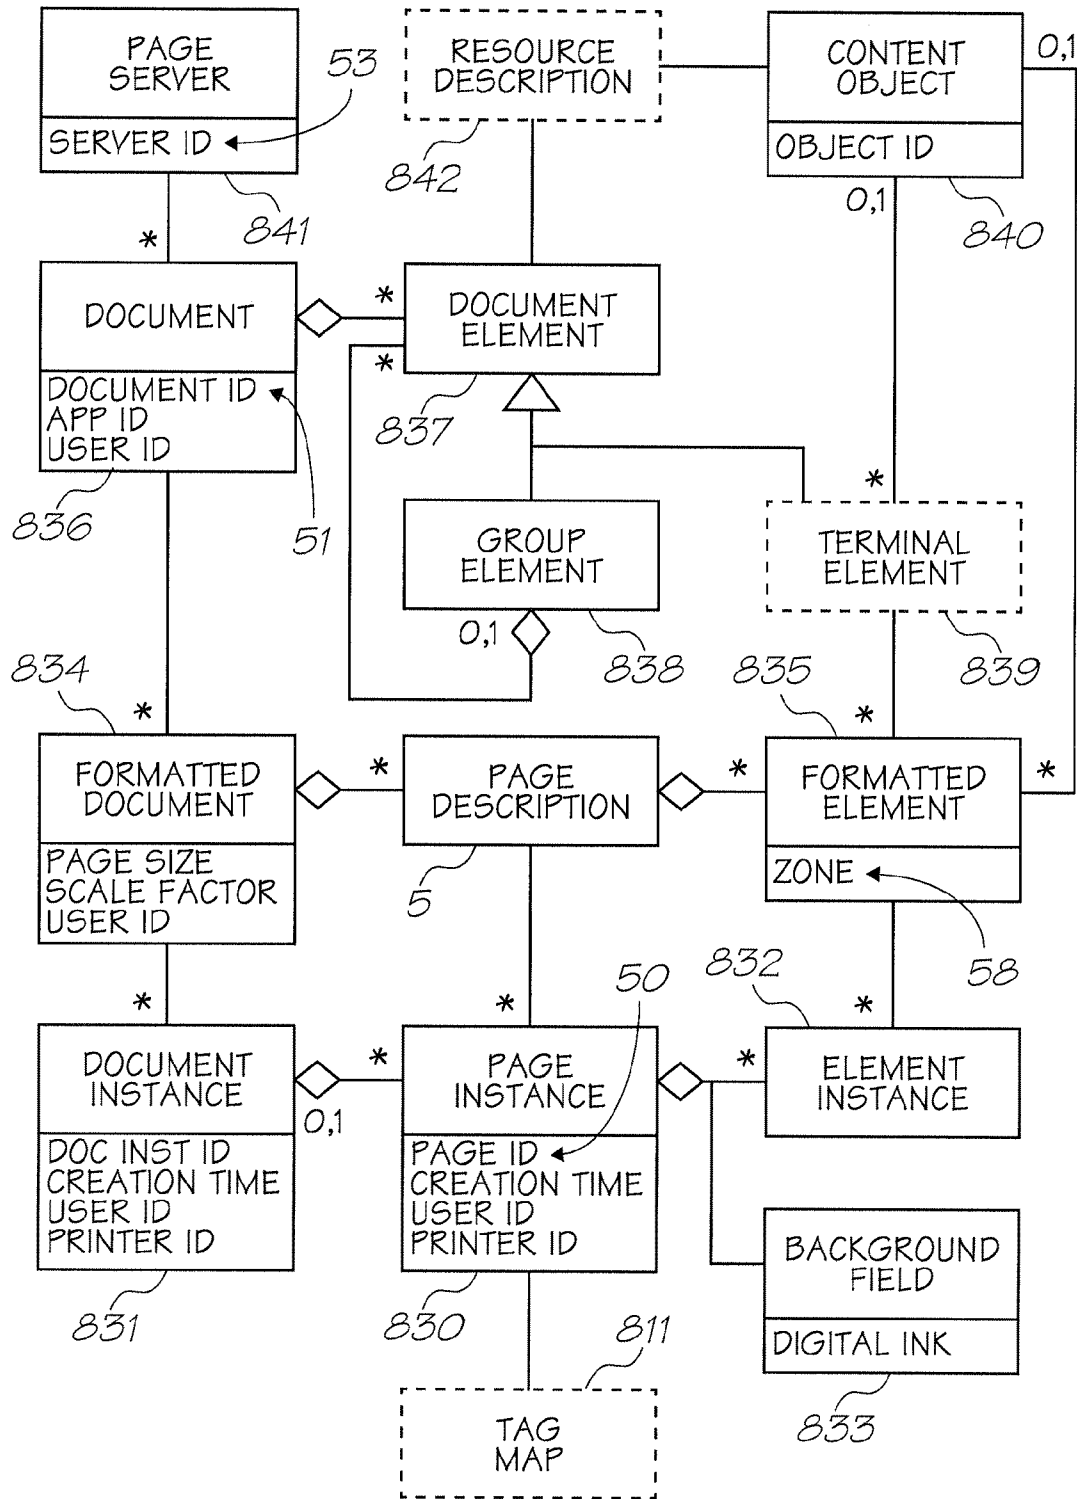 PAGE
SERVER
SERVER ID
53
841
RESOURCE
DESCRIPTION
842
CONTENT
OBJECT
OBJECT ID
0,1
0,1
840
*
DOCUMENT
DOCUMENT ID
APP ID
USER ID
836
51
*
*
DOCUMENT
ELEMENT
837
GROUP
ELEMENT
0,1
838
*
TERMINAL
ELEMENT
839
834
*
FORMATTED
DOCUMENT
PAGE SIZE
SCALE FACTOR
USER ID
*
PAGE
DESCRIPTION
5
835
*
*
*
FORMATTED
ELEMENT
ZONE
58
*
DOCUMENT
INSTANCE
0,1
DOC INST ID
CREATION TIME
USER ID
PRINTER ID
831
50
*
*
PAGE
INSTANCE
PAGE ID
CREATION TIME
USER ID
PRINTER ID
830
832
*
*
ELEMENT
INSTANCE
BACKGROUND
FIELD
DIGITAL INK
833
811
TAG
MAP